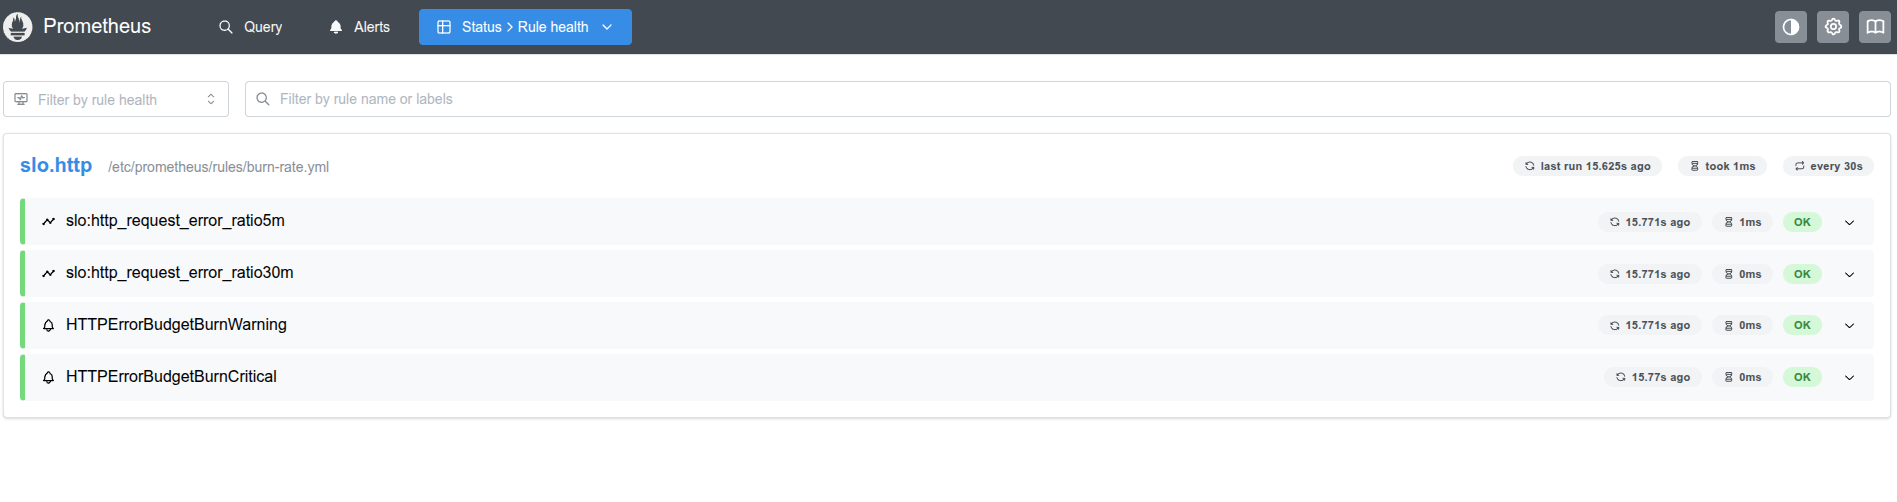 Prometheus Query Alerts Status > Rule health
Filter by rule health Filter by rule name or labels
slo.http /etc/prometheus/rules/burn-rate.yml last run 15.625s ago took 1ms every 30s
slo:http_request_error_ratio5m 15.771s ago 1ms OK
slo:http_request_error_ratio30m 15.771s ago 0ms OK
HTTPErrorBudgetBurnWarning 15.771s ago 0ms OK
HTTPErrorBudgetBurnCritical 15.77s ago 0ms OK